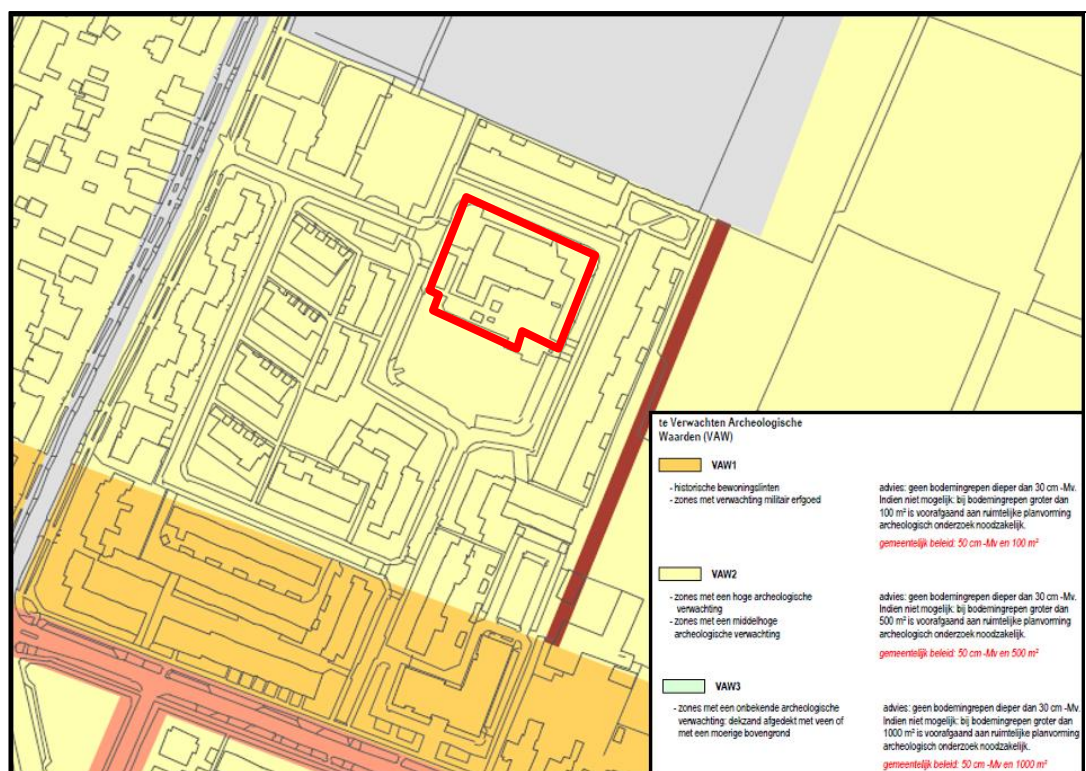 te Verwachten Archeologische
Waarden (VAW)
VAW1
- historische bewoningslinten
- zones met verwachting militair erfgoed
advies: geen bodemingrepen dieper dan 30 cm -Mv.
Indien niet mogelijk: bij bodemingrepen groter dan
100 m² is voorafgaand aan ruimtelijke planvorming
archeologisch onderzoek noodzakelijk.
gemeentelijk beleid: 50 cm -Mv en 100 m²
VAW2
- zones met een hoge archeologische
verwachting
- zones met een middelhoge
archeologische verwachting
advies: geen bodemingrepen dieper dan 30 cm -Mv.
Indien niet mogelijk: bij bodemingrepen groter dan
500 m² is voorafgaand aan ruimtelijke planvorming
archeologisch onderzoek noodzakelijk.
gemeentelijk beleid: 50 cm -Mv en 500 m²
VAW3
- zones met een onbekende archeologische
verwachting: dekzand afgedekt met veen of
met een moerige bovengrond
advies: geen bodemingrepen dieper dan 30 cm -Mv.
Indien niet mogelijk: bij bodemingrepen groter dan
1000 m² is voorafgaand aan ruimtelijke planvorming
archeologisch onderzoek noodzakelijk.
gemeentelijk beleid: 50 cm -Mv en 1000 m²